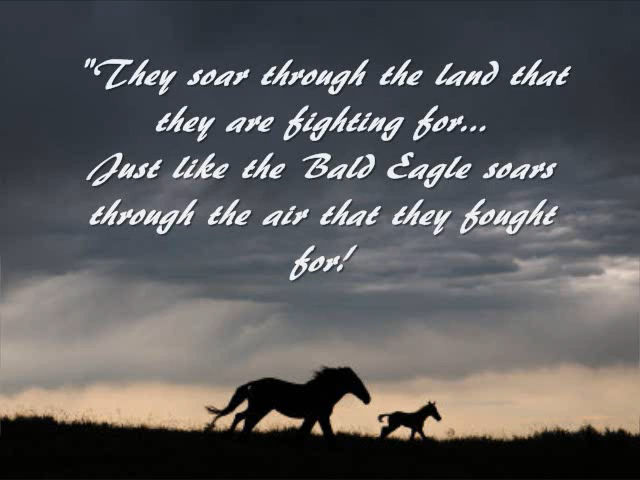 "They soar through the land that
they are fighting for...
Just like the Bald Eagle soars
through the air that they fought
for!